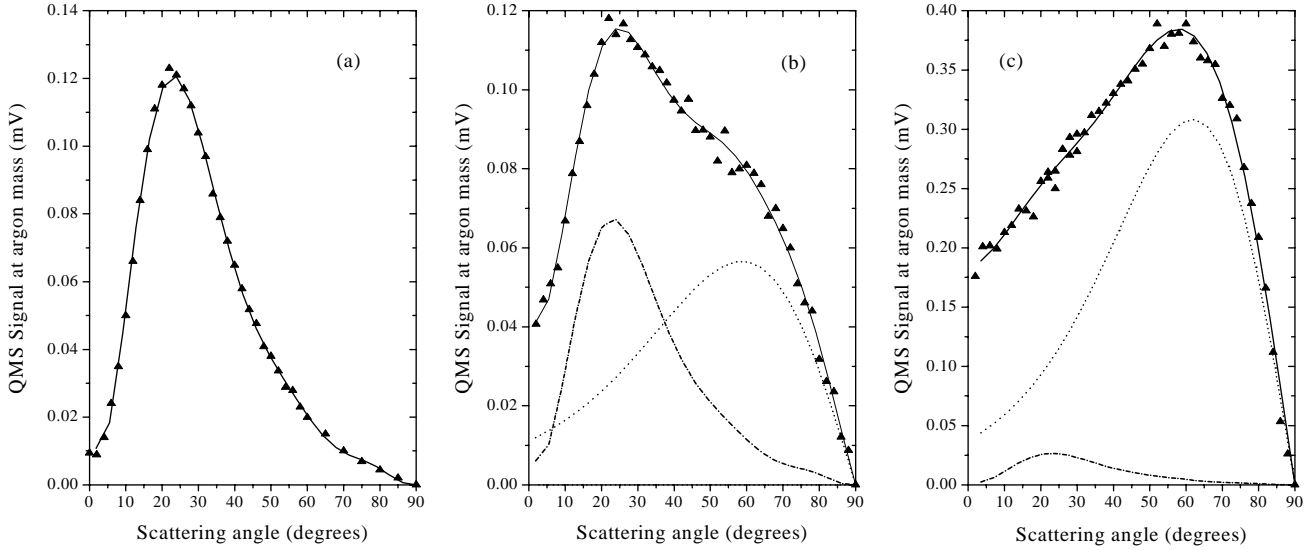 QMS Signal at argon mass (mV)
0.14
0.12
0.10
0.08
0.06
0.04
0.02
0.00
(a)
0 10 20 30 40 50 60 70 80 90
Scattering angle (degrees)
QMS Signal at argon mass (mV)
0.12
0.10
0.08
0.06
0.04
0.02
0.00
(b)
0 10 20 30 40 50 60 70 80 90
Scattering angle (degrees)
QMS Signal at argon mass (mV)
0.40
0.35
0.30
0.25
0.20
0.15
0.10
0.05
0.00
(c)
0 10 20 30 40 50 60 70 80 90
Scattering angle (degrees)